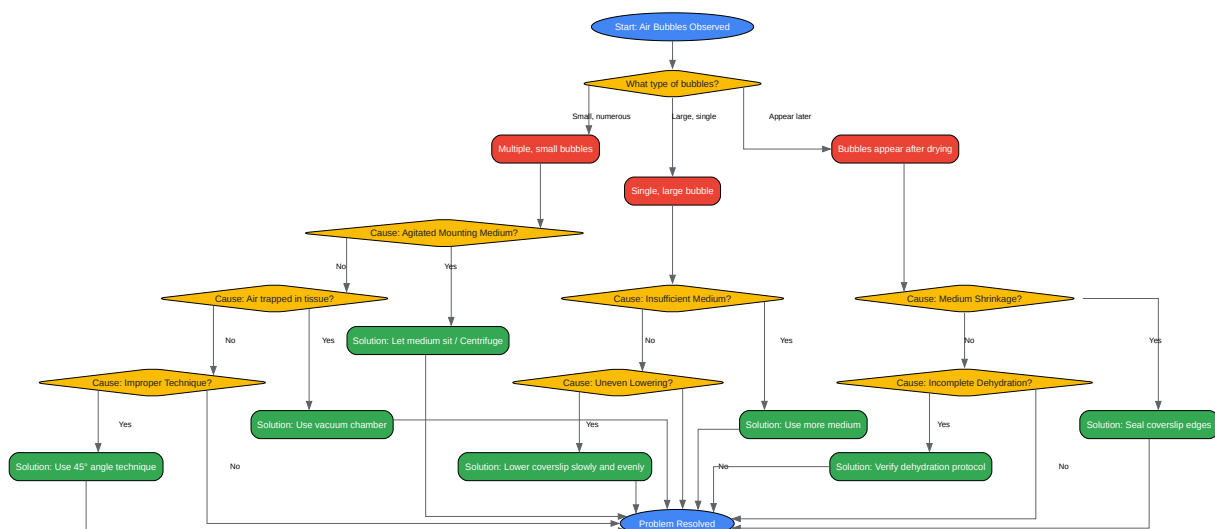 Start: Air Bubbles Observed
What type of bubbles?
Small, numerous
Large, single
Appear later
Multiple, small bubbles
Bubbles appear after drying
Single, large bubble
Cause: Agitated Mounting Medium?
No
Yes
Cause: Air trapped in tissue?
Cause: Insufficient Medium?
Cause: Medium Shrinkage?
No
Yes
Solution: Let medium sit / Centrifuge
No
Yes
No
Yes
Cause: Improper Technique?
Cause: Uneven Lowering?
Cause: Incomplete Dehydration?
Yes
Solution: Use vacuum chamber
Yes
Solution: Use more medium
Yes
Solution: Seal coverslip edges
Solution: Use 45° angle technique
No
Solution: Lower coverslip slowly and evenly
No
Solution: Verify dehydration protocol
No
Problem Resolved